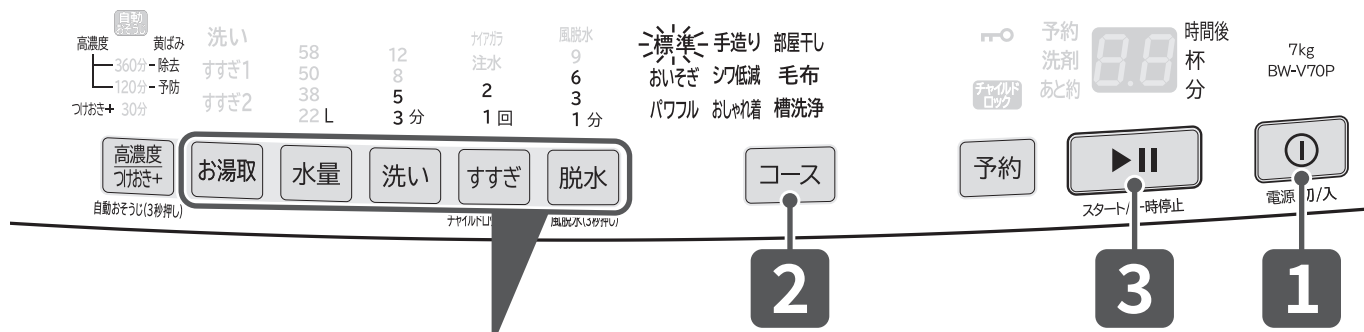 自動
おそうじ
高濃度 黄ばみ
360分 除去
120分 予防
つけおき+ 30分
洗い
すすぎ1
すすぎ2
58
50
38
22 L
12
8
5
3 分
ナイアガラ
注水
2
1 回
風脱水
9
6
3
1 分
標準 手造り 部屋干し
おいそぎ シワ低減 毛布
パワフル おしゃれ着 槽洗浄
チャイルド
ロック
予約
洗剤
あと約
8.8
時間後
杯
分
7kg
BW-V70P
高濃度
つけおき+
お湯取
水量
洗い
すすぎ
脱水
コース
予約
自動おそうじ(3秒押し)
チャイルドロッ
風脱水(3秒押し)
スタート/一時停止
電源 切/入
2
3
1